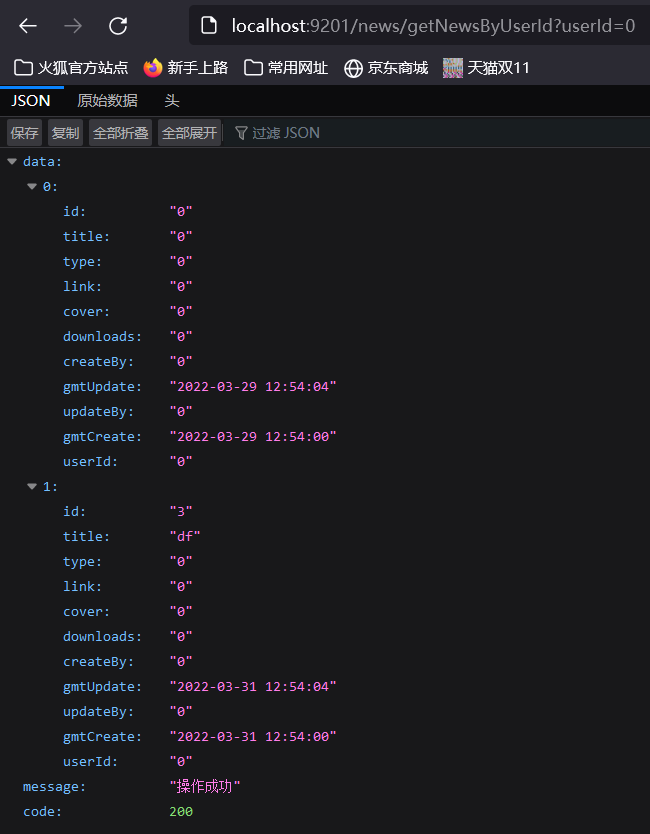 localhost:9201/news/getNewsByUserId?userId=0
火狐官方站点 新手上路 常用网址 京东商城 天猫双11
JSON 原始数据 头
保存 复制 全部折叠 全部展开 过滤 JSON
data:
0:
id: "0"
title: "0"
type: "0"
link: "0"
cover: "0"
downloads: "0"
createBy: "0"
gmtUpdate: "2022-03-29 12:54:04"
updateBy: "0"
gmtCreate: "2022-03-29 12:54:00"
userId: "0"
1:
id: "3"
title: "df"
type: "0"
link: "0"
cover: "0"
downloads: "0"
createBy: "0"
gmtUpdate: "2022-03-31 12:54:04"
updateBy: "0"
gmtCreate: "2022-03-31 12:54:00"
userId: "0"
message: "操作成功"
code: 200